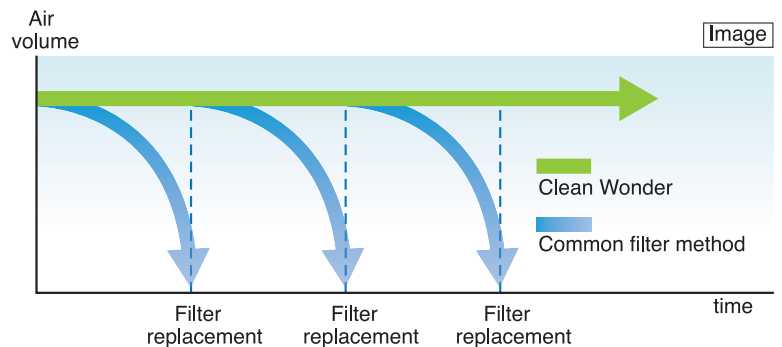 Air
volume
Image
Clean Wonder
Common filter method
time
Filter
replacement
Filter
replacement
Filter
replacement